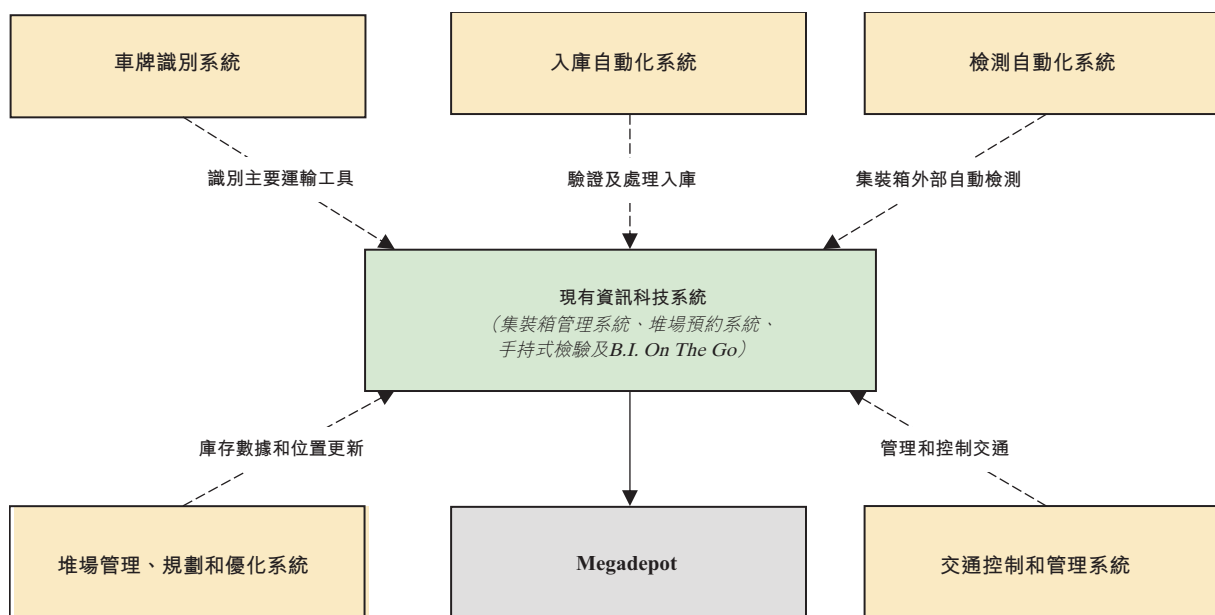 車牌識別系統
入庫自動化系統
檢測自動化系統
識別主要運輸工具
驗證及處理入庫
集裝箱外部自動檢測
現有資訊科技系統
（集裝箱管理系統、堆場預約系統、
手持式檢驗及B.I. On The Go）
庫存數據和位置更新
管理和控制交通
堆場管理、規劃和優化系統
Megadepot
交通控制和管理系統